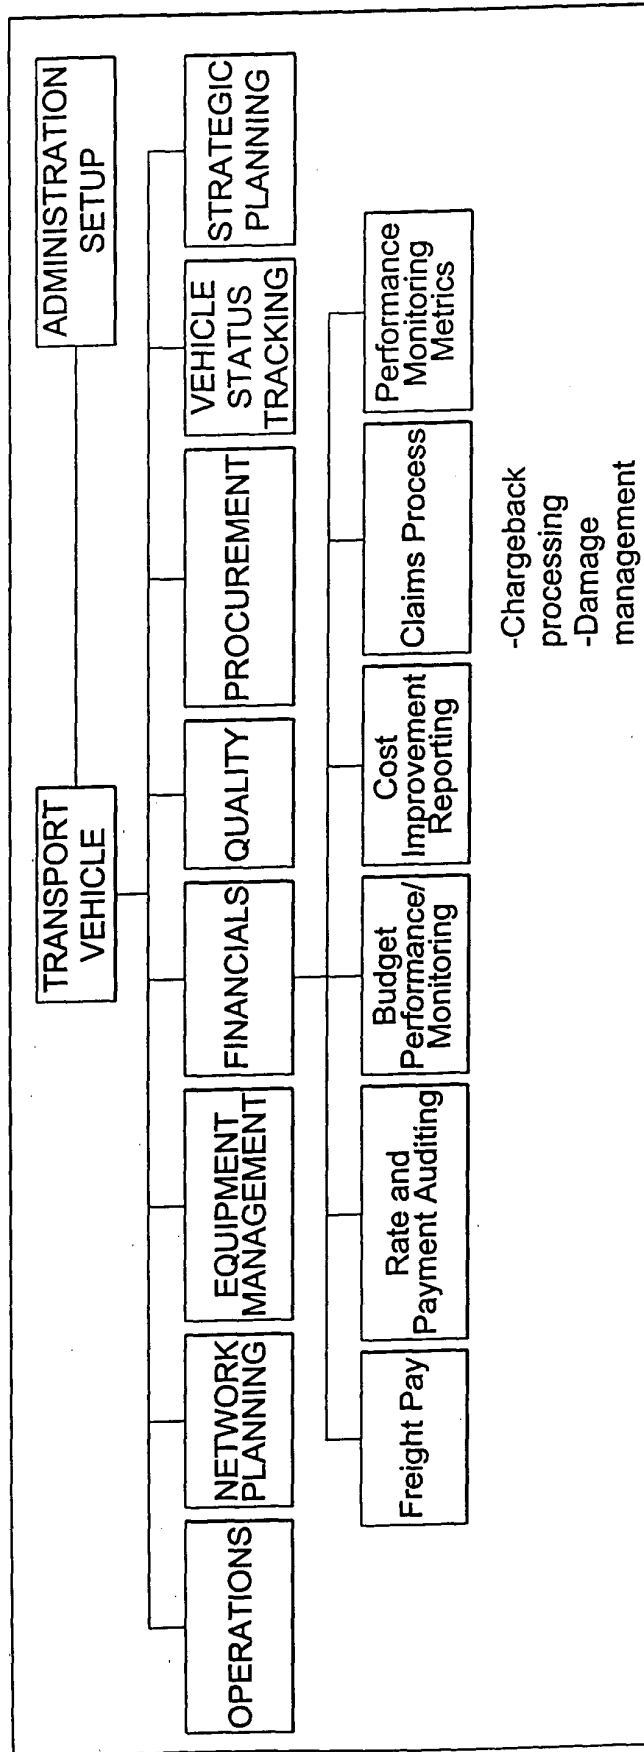 TRANSPORT
VEHICLE
ADMINISTRATION
SETUP
OPERATIONS
NETWORK
PLANNING
EQUIPMENT
MANAGEMENT
FINANCIALS
QUALITY
PROCUREMENT
VEHICLE
STATUS
TRACKING
STRATEGIC
PLANNING
Freight Pay
Rate and
Payment Auditing
Budget
Performance/
Monitoring
Cost
Improvement
Reporting
Claims Process
Performance
Monitoring
Metrics
-Chargeback
processing
-Damage
management